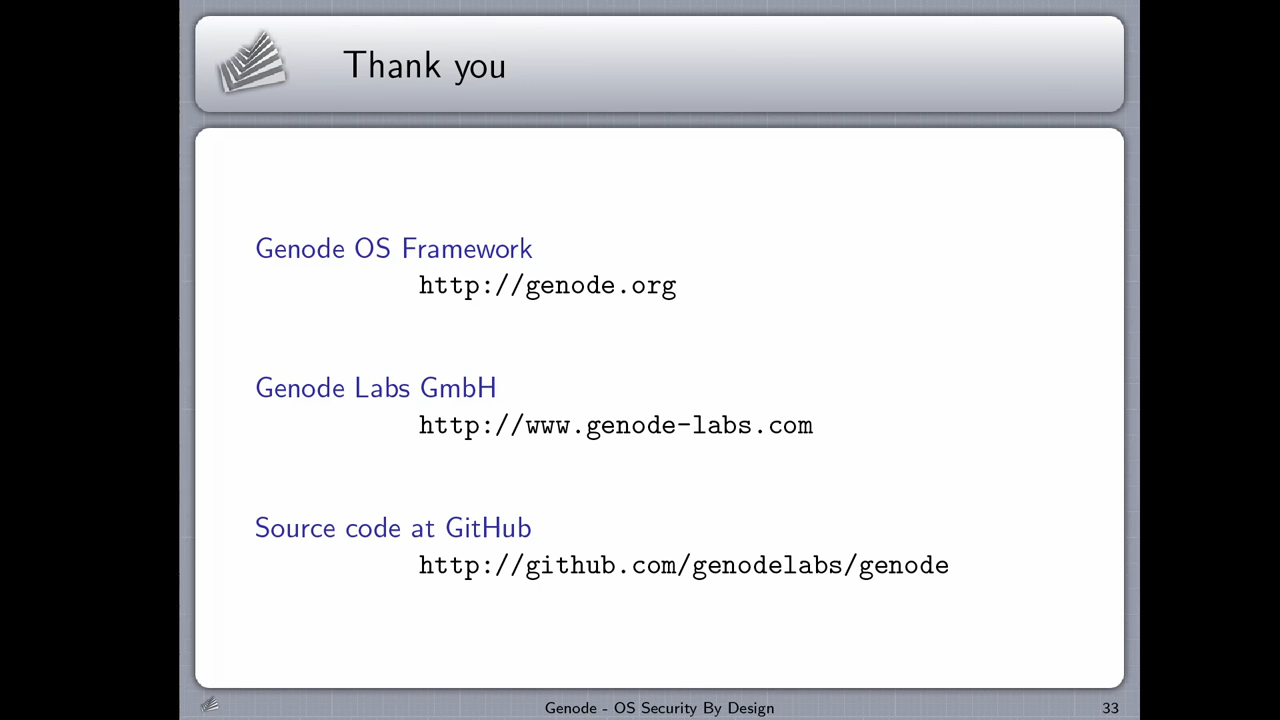 Thank you
Genode OS Framework
http://genode.org
Genode Labs GmbH
http://www.genode-labs.com
Source code at GitHub
http://github.com/genodelabs/genode
Genode - OS Security By Design
33